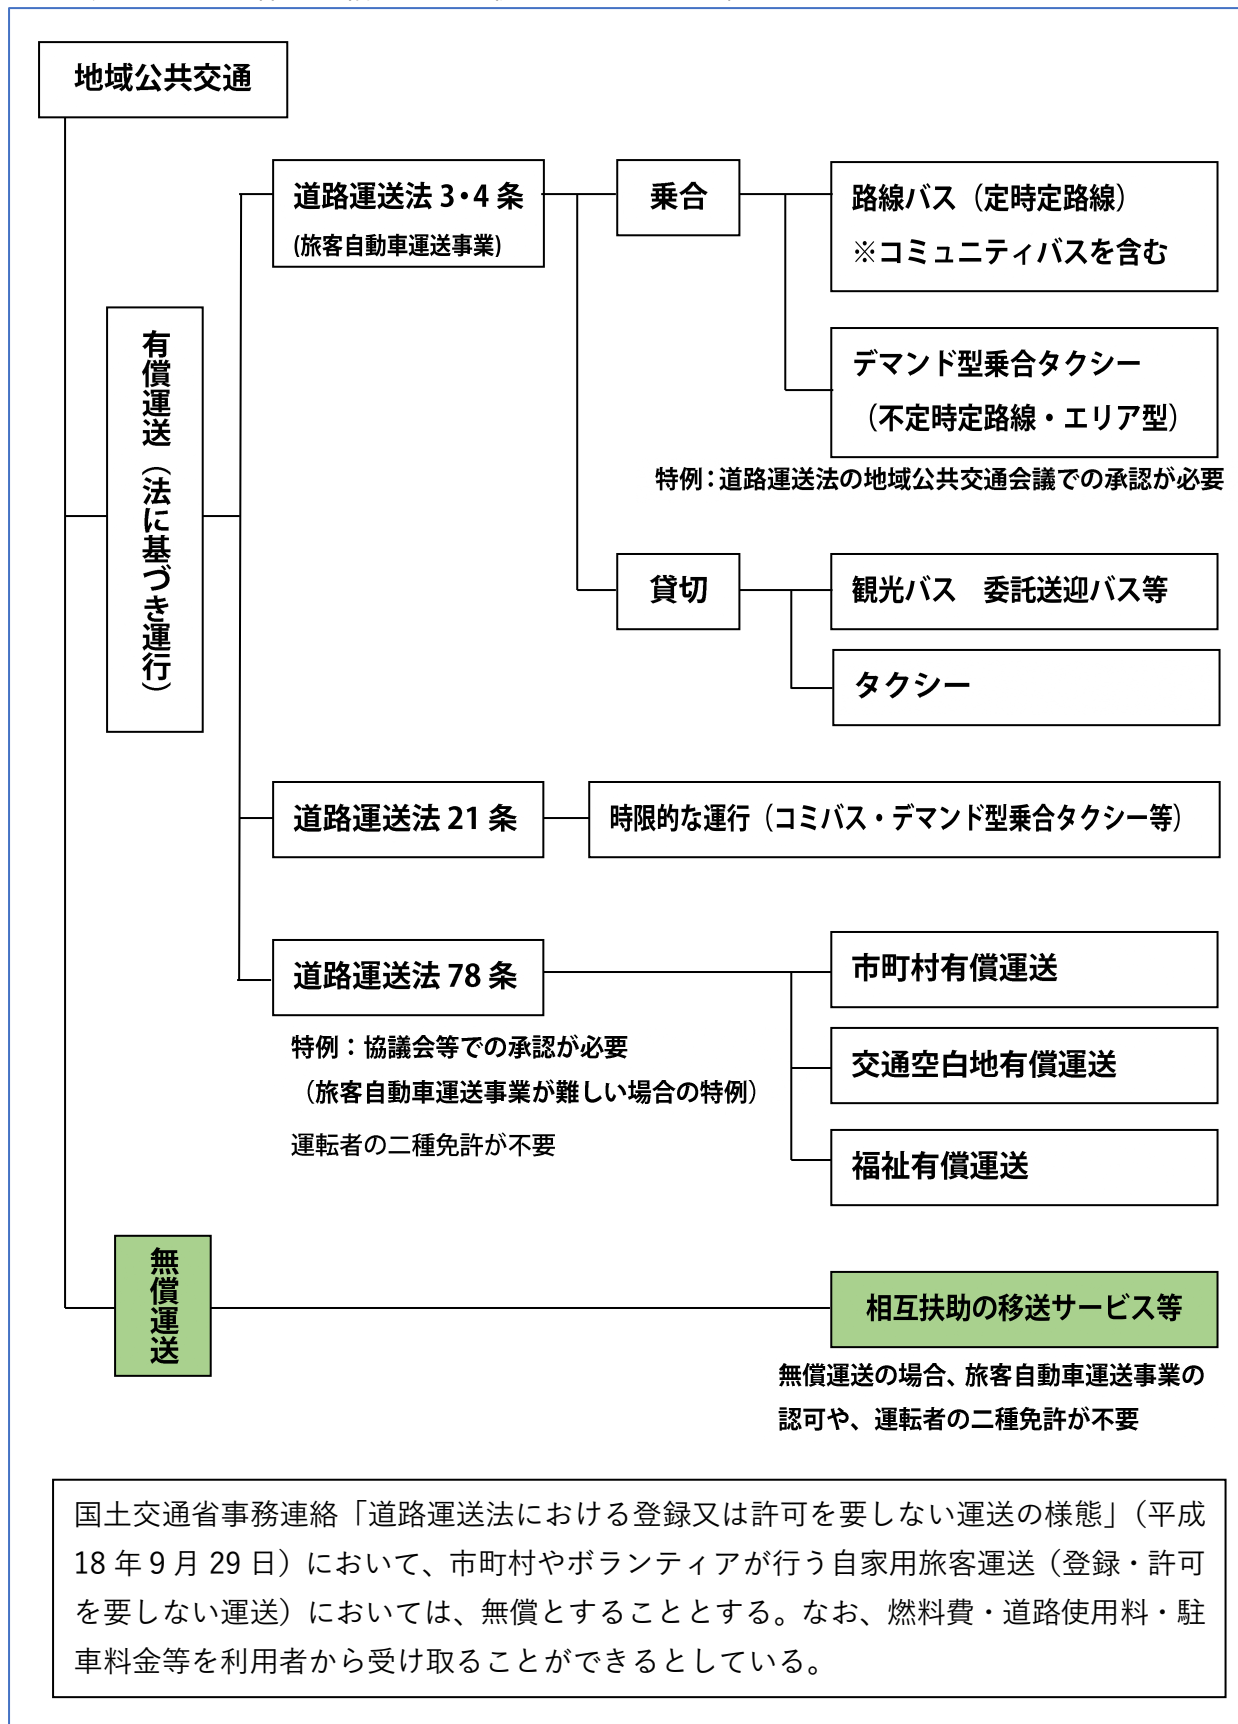 地域公共交通
道路運送法 3・4 条
(旅客自動車運送事業)
乗合
路線バス（定時定路線）
※コミュニティバスを含む
有償運送（法に基づき運行）
デマンド型乗合タクシー
（不定時定路線・エリア型）
特例：道路運送法の地域公共交通会議での承認が必要
貸切
観光バス　委託送迎バス等
タクシー
道路運送法 21 条
時限的な運行（コミバス・デマンド型乗合タクシー等）
道路運送法 78 条
特例：協議会等での承認が必要
（旅客自動車運送事業が難しい場合の特例）
運転者の二種免許が不要
市町村有償運送
交通空白地有償運送
福祉有償運送
無償運送
相互扶助の移送サービス等
無償運送の場合、旅客自動車運送事業の
認可や、運転者の二種免許が不要
国土交通省事務連絡「道路運送法における登録又は許可を要しない運送の様態」（平成
18 年 9 月 29 日）において、市町村やボランティアが行う自家用旅客運送（登録・許可
を要しない運送）においては、無償とすることとする。なお、燃料費・道路使用料・駐
車料金等を利用者から受け取ることができるとしている。